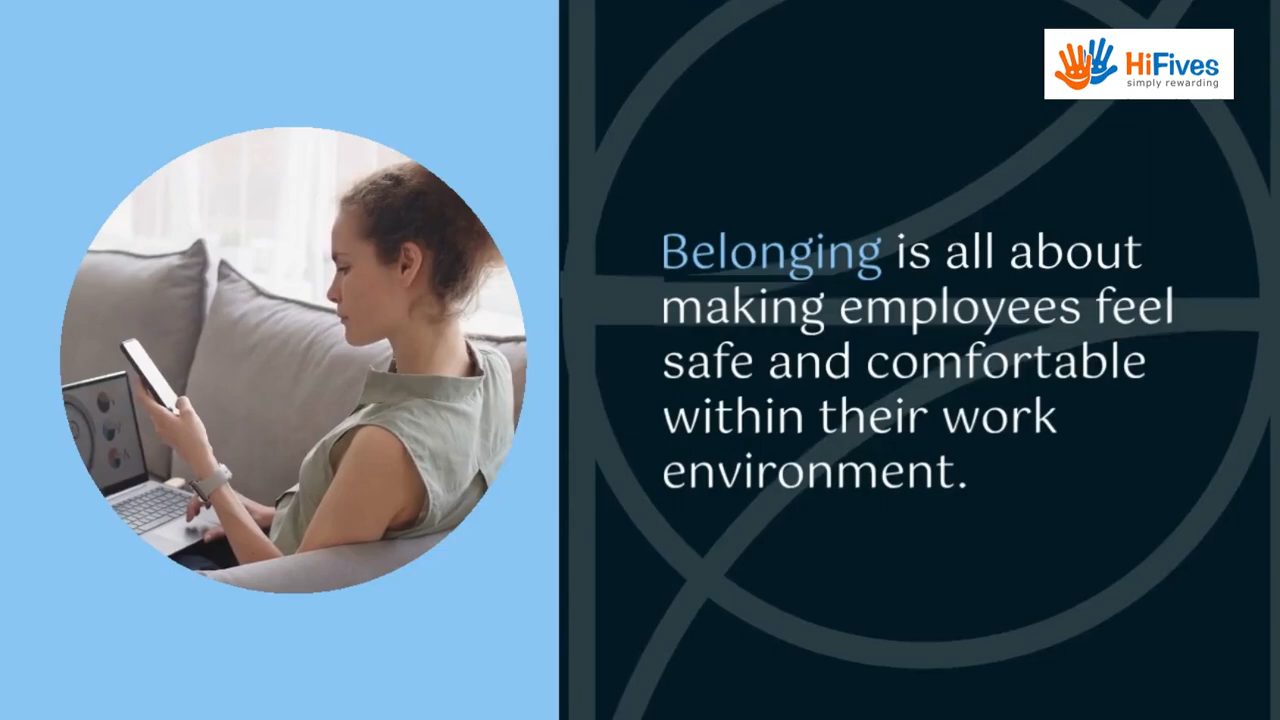 HiFives
simply rewarding
Belonging is all about
making employees feel
safe and comfortable
within their work
environment.